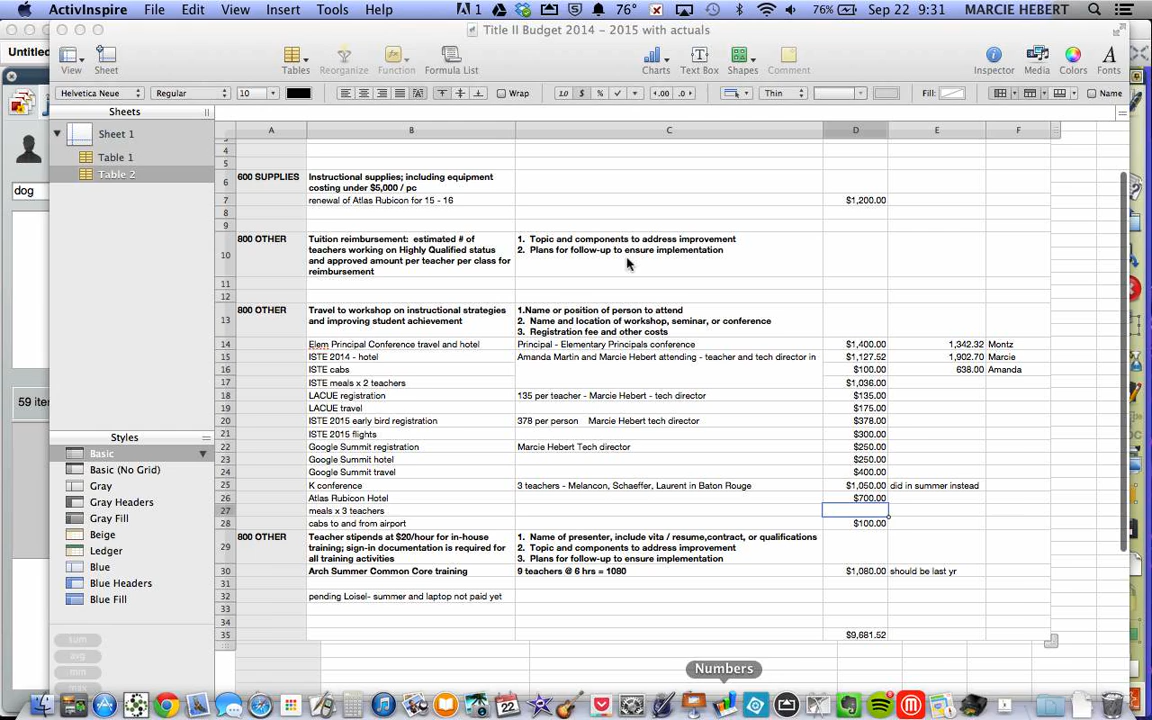 ActivInspire File Edit View Insert Tools Help 1 5 76° 76% Sep 22 9:31 MARCIE HEBERT
Title II Budget 2014 - 2015 with actuals
Untitled
View Sheet Tables Reorganize Function Formula List Charts Text Box Shapes Comment Inspector Media Colors Fonts
Helvetica Neue Regular 10 Wrap 1.0 $ % .00 .0 Thin Fill: Name
Sheets
Sheet 1
Table 1
Table 2
dog
59 iter
Styles
Basic
Basic (No Grid)
Gray
Gray Headers
Gray Fill
Beige
Ledger
Blue
Blue Headers
Blue Fill
sum
avg
A B C D E F
4
5
6 600 SUPPLIES Instructional supplies; including equipment
costing under $5,000 / pc
7 renewal of Atlas Rubicon for 15 - 16 $1,200.00
8
9
10 800 OTHER Tuition reimbursement: estimated # of
teachers working on Highly Qualified status
and approved amount per teacher per class for
reimbursement
1. Topic and components to address improvement
2. Plans for follow-up to ensure implementation
11
12
13 800 OTHER Travel to workshop on instructional strategies
and improving student achievement
1.Name or position of person to attend
2. Name and location of workshop, seminar, or conference
3. Registration fee and other costs
14 Elem Principal Conference travel and hotel Principal - Elementary Principals conference $1,400.00 1,342.32 Montz
15 ISTE 2014 - hotel Amanda Martin and Marcie Hebert attending - teacher and tech director in $1,127.52 1,902.70 Marcie
16 ISTE cabs $100.00 638.00 Amanda
17 ISTE meals x 2 teachers $1,036.00
18 LACUE registration 135 per teacher - Marcie Hebert - tech director $135.00
19 LACUE travel $175.00
20 ISTE 2015 early bird registration 378 per person Marcie Hebert tech director $378.00
21 ISTE 2015 flights $300.00
22 Google Summit registration Marcie Hebert Tech director $250.00
23 Google Summit hotel $250.00
24 Google Summit travel $400.00
25 K conference 3 teachers - Melancon, Schaeffer, Laurent in Baton Rouge $1,050.00 did in summer instead
26 Atlas Rubicon Hotel $700.00
27 meals x 3 teachers
28 cabs to and from airport $100.00
29 800 OTHER Teacher stipends at $20/hour for in-house
training; sign-in documentation is required for
all training activities
1. Name of presenter, include vita / resume,contract, or qualifications
2. Topic and components to address improvement
3. Plans for follow-up to ensure implementation
30 Arch Summer Common Core training 9 teachers @ 6 hrs = 1080 $1,080.00 should be last yr
31
32 pending Loisel- summer and laptop not paid yet
33
34
35 $9,681.52
Numbers
22